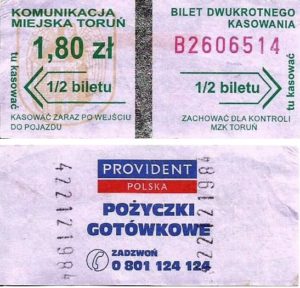 KOMUNIKACJA
MIEJSKA TORUŃ
1,80 zł
tu kasować
1/2 biletu
KASOWAĆ ZARAZ PO WEJŚCIU
DO POJAZDU
BILET DWUKROTNEGO
KASOWANIA
B2606514
1/2 biletu
tu kasować
ZACHOWAĆ DLA KONTROLI
MZK TORUŃ
PROVIDENT
POLSKA
POŻYCZKI
GOTÓWKOWE
ZADZWOŃ
0 801 124 124